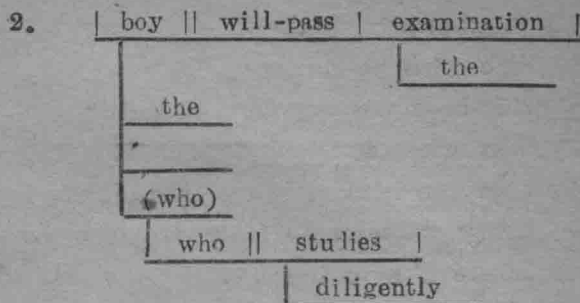 2. | boy || will-pass | examination ||
the
the
(who)
who || studies |
diligently